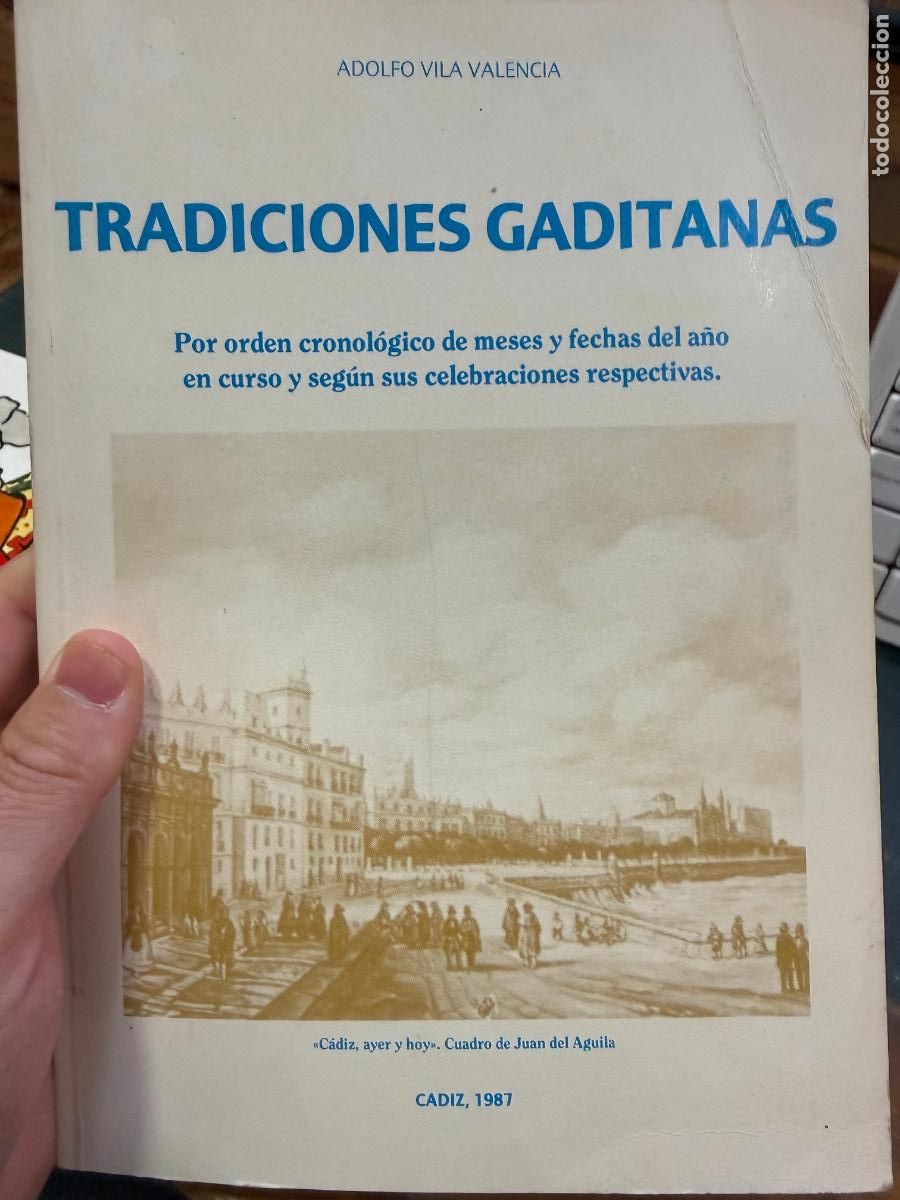 ADOLFO VILA VALENCIA
TRADICIONES GADITANAS
Por orden cronológico de meses y fechas del año
en curso y según sus celebraciones respectivas.
«Cádiz, ayer y hoy». Cuadro de Juan del Aguila
CADIZ, 1987
todocoleccion